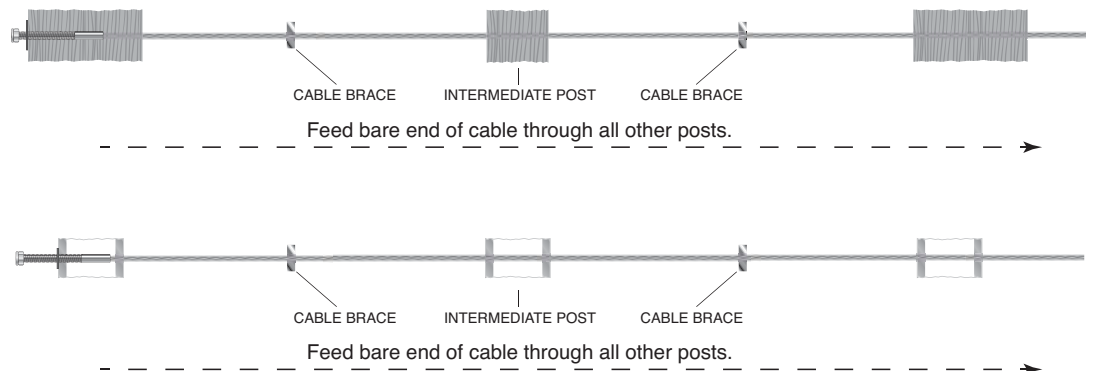 CABLE BRACE INTERMEDIATE POST CABLE BRACE
Feed bare end of cable through all other posts.
CABLE BRACE INTERMEDIATE POST CABLE BRACE
Feed bare end of cable through all other posts.